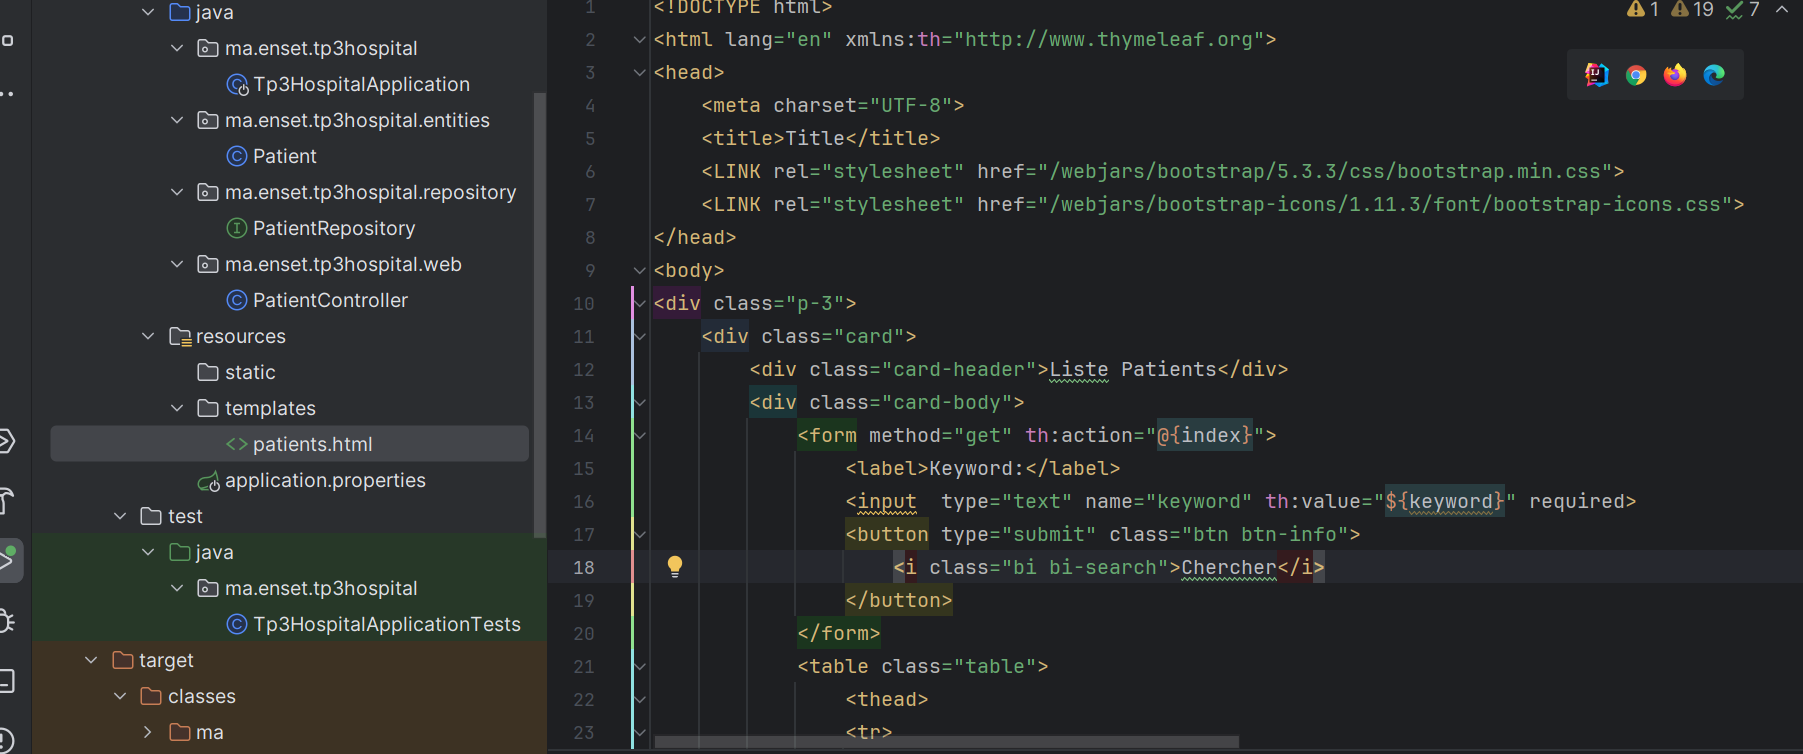 java
ma.enset.tp3hospital
Tp3HospitalApplication
ma.enset.tp3hospital.entities
Patient
ma.enset.tp3hospital.repository
PatientRepository
ma.enset.tp3hospital.web
PatientController
resources
static
templates
patients.html
application.properties
test
java
ma.enset.tp3hospital
Tp3HospitalApplicationTests
target
classes
ma
1 19 7
1 <!DOCTYPE html>
2 <html lang="en" xmlns:th="http://www.thymeleaf.org">
3 <head>
4 <meta charset="UTF-8">
5 <title>Title</title>
6 <LINK rel="stylesheet" href="/webjars/bootstrap/5.3.3/css/bootstrap.min.css">
7 <LINK rel="stylesheet" href="/webjars/bootstrap-icons/1.11.3/font/bootstrap-icons.css">
8 </head>
9 <body>
10 <div class="p-3">
11 <div class="card">
12 <div class="card-header">Liste Patients</div>
13 <div class="card-body">
14 <form method="get" th:action="@{index}">
15 <label>Keyword:</label>
16 <input  type="text" name="keyword" th:value="${keyword}" required>
17 <button type="submit" class="btn btn-info">
18 <i class="bi bi-search">Chercher</i>
19 </button>
20 </form>
21 <table class="table">
22 <thead>
23 <tr>